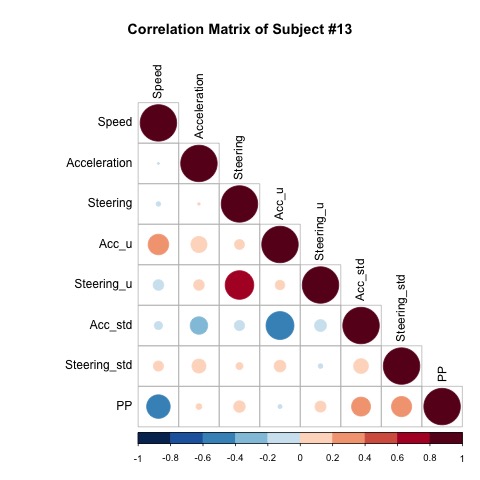 Correlation Matrix of Subject #13
Speed
Acceleration
Steering
Acc_u
Steering_u
Acc_std
Steering_std
PP
Speed
Acceleration
Steering
Acc_u
Steering_u
Acc_std
Steering_std
PP
-1 -0.8 -0.6 -0.4 -0.2 0 0.2 0.4 0.6 0.8 1